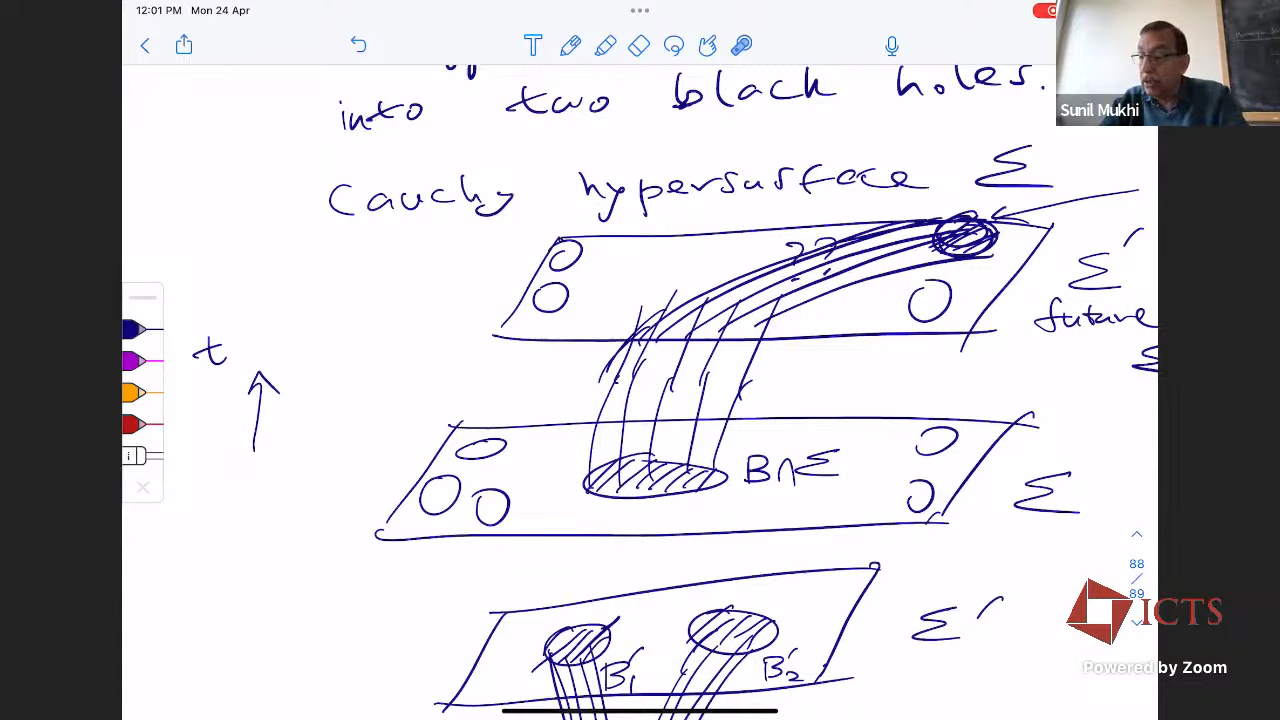 12:01 PM Mon 24 Apr
Sunil Mukhi
into two black holes.
Cauchy hypersurface Σ
? ?
Σ′
future
Σ
t
B∩Σ
Σ
88
/
89
Σ′
B′1
B′2
ICTS
Powered by Zoom